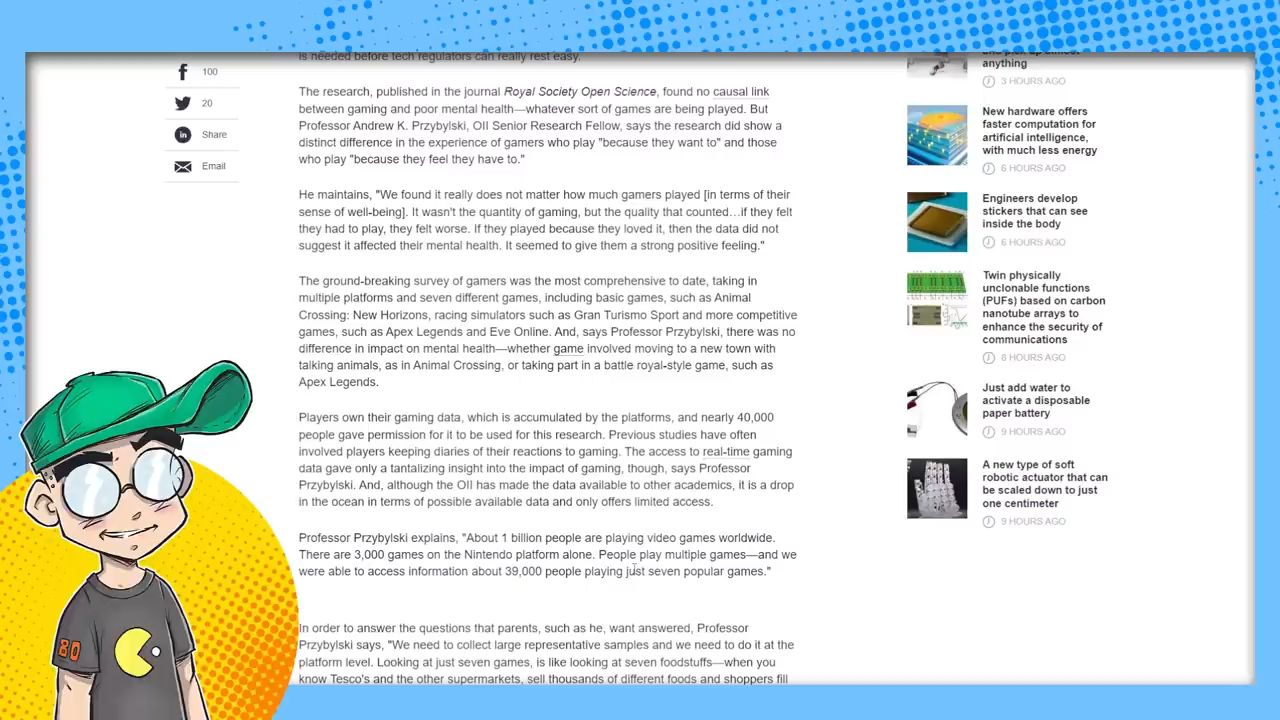 is needed before tech regulators can really rest easy.
100
20
Share
Email
The research, published in the journal Royal Society Open Science, found no causal link
between gaming and poor mental health—whatever sort of games are being played. But
Professor Andrew K. Przybylski, OII Senior Research Fellow, says the research did show a
distinct difference in the experience of gamers who play "because they want to" and those
who play "because they feel they have to."
He maintains, "We found it really does not matter how much gamers played [in terms of their
sense of well-being]. It wasn't the quantity of gaming, but the quality that counted…if they felt
they had to play, they felt worse. If they played because they loved it, then the data did not
suggest it affected their mental health. It seemed to give them a strong positive feeling."
The ground-breaking survey of gamers was the most comprehensive to date, taking in
multiple platforms and seven different games, including basic games, such as Animal
Crossing: New Horizons, racing simulators such as Gran Turismo Sport and more competitive
games, such as Apex Legends and Eve Online. And, says Professor Przybylski, there was no
difference in impact on mental health—whether game involved moving to a new town with
talking animals, as in Animal Crossing, or taking part in a battle royal-style game, such as
Apex Legends.
Players own their gaming data, which is accumulated by the platforms, and nearly 40,000
people gave permission for it to be used for this research. Previous studies have often
involved players keeping diaries of their reactions to gaming. The access to real-time gaming
data gave only a tantalizing insight into the impact of gaming, though, says Professor
Przybylski. And, although the OII has made the data available to other academics, it is a drop
in the ocean in terms of possible available data and only offers limited access.
Professor Przybylski explains, "About 1 billion people are playing video games worldwide.
There are 3,000 games on the Nintendo platform alone. People play multiple games—and we
were able to access information about 39,000 people playing just seven popular games."
In order to answer the questions that parents, such as he, want answered, Professor
Przybylski says, "We need to collect large representative samples and we need to do it at the
platform level. Looking at just seven games, is like looking at seven foodstuffs—when you
know Tesco's and the other supermarkets, sell thousands of different foods and shoppers fill
anything
3 HOURS AGO
New hardware offers
faster computation for
artificial intelligence,
with much less energy
6 HOURS AGO
Engineers develop
stickers that can see
inside the body
6 HOURS AGO
Twin physically
unclonable functions
(PUFs) based on carbon
nanotube arrays to
enhance the security of
communications
8 HOURS AGO
Just add water to
activate a disposable
paper battery
9 HOURS AGO
A new type of soft
robotic actuator that can
be scaled down to just
one centimeter
9 HOURS AGO
80